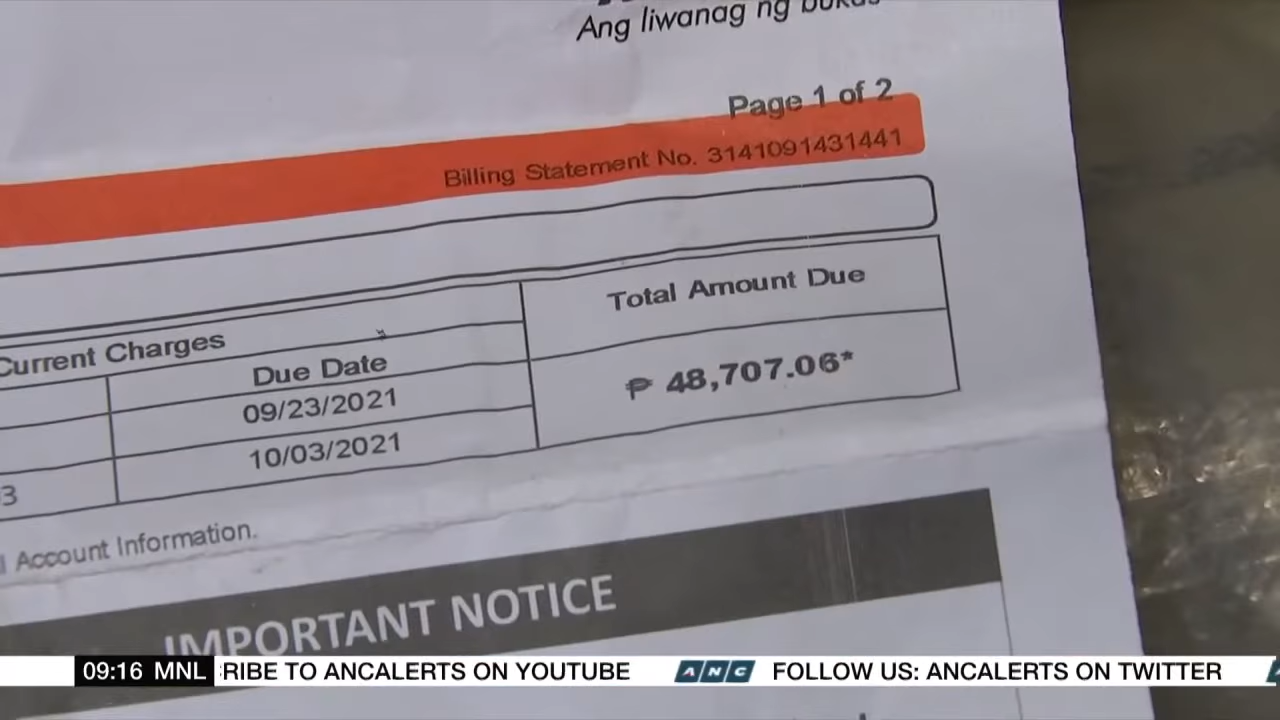 Ang liwanag ng bukas
Page 1 of 2
Billing Statement No. 3141091431441
Current Charges
Total Amount Due
Due Date
09/23/2021
₱ 48,707.06*
10/03/2021
3
Account Information.
IMPORTANT NOTICE
09:16 MNL RIBE TO ANCALERTS ON YOUTUBE ANC FOLLOW US: ANCALERTS ON TWITTER